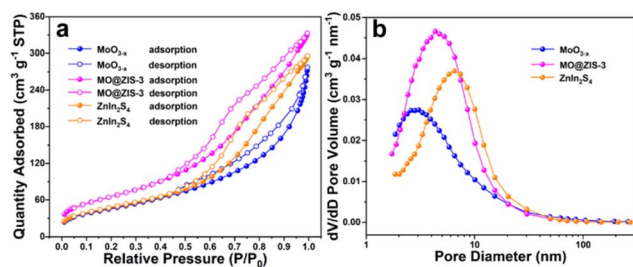 a
Quantity Adsorbed (cm³ g⁻¹ STP)
360
300
240
180
120
60
0
MoO₃₋ₓ adsorption
MoO₃₋ₓ desorption
MO@ZIS-3 adsorption
MO@ZIS-3 desorption
ZnIn₂S₄ adsorption
ZnIn₂S₄ desorption
0.0 0.1 0.2 0.3 0.4 0.5 0.6 0.7 0.8 0.9 1.0
Relative Pressure (P/P₀)
b
dV/dD Pore Volume (cm³ g⁻¹ nm⁻¹)
0.05
0.04
0.03
0.02
0.01
0.00
MoO₃₋ₓ
MO@ZIS-3
ZnIn₂S₄
1 10 100
Pore Diameter (nm)